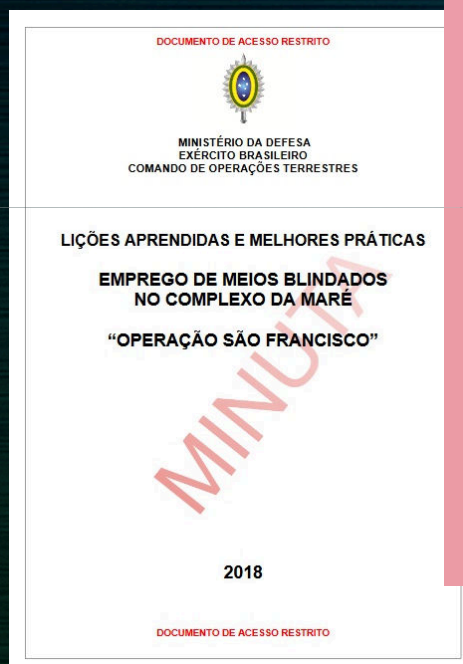 DOCUMENTO DE ACESSO RESTRITO
MINISTÉRIO DA DEFESA
EXÉRCITO BRASILEIRO
COMANDO DE OPERAÇÕES TERRESTRES
LIÇÕES APRENDIDAS E MELHORES PRÁTICAS
EMPREGO DE MEIOS BLINDADOS
NO COMPLEXO DA MARÉ
“OPERAÇÃO SÃO FRANCISCO”
MINUTA
2018
DOCUMENTO DE ACESSO RESTRITO